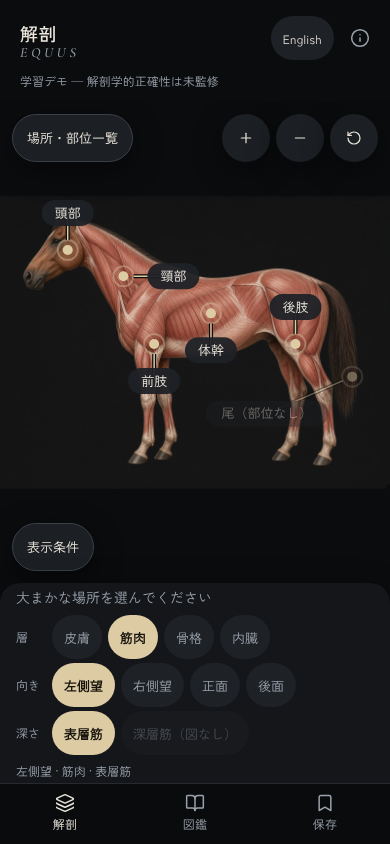 解剖
EQUUS
English
学習デモ — 解剖学的正確性は未監修
場所・部位一覧
頭部
頸部
後肢
体幹
前肢
尾（部位なし）
表示条件
大まかな場所を選んでください
層 皮膚 筋肉 骨格 内臓
向き 左側望 右側望 正面 後面
深さ 表層筋 深層筋（図なし）
左側望 · 筋肉 · 表層筋
解剖 図鑑 保存